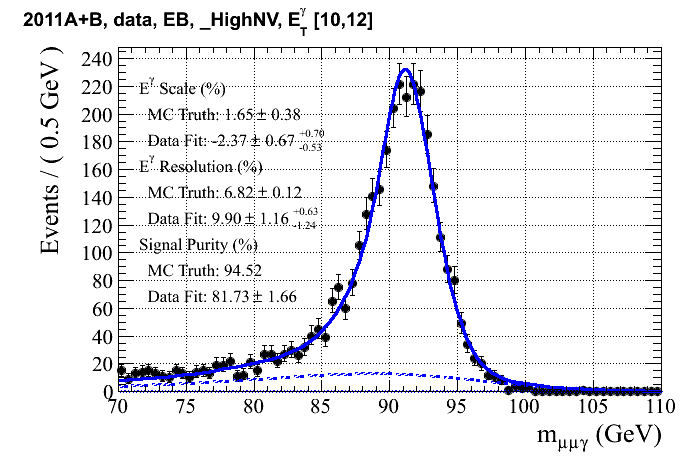 2011A+B, data, EB, _HighNV, E_T^γ [10,12]
Events / ( 0.5 GeV )
240
220
200
180
160
140
120
100
80
60
40
20
0
E^γ Scale (%)
MC Truth: 1.65 ± 0.38
Data Fit: -2.37 ± 0.67 +0.70 -0.53
E^γ Resolution (%)
MC Truth: 6.82 ± 0.12
Data Fit: 9.90 ± 1.16 +0.63 -1.24
Signal Purity (%)
MC Truth: 94.52
Data Fit: 81.73 ± 1.66
70 75 80 85 90 95 100 105 110
m_μμγ (GeV)